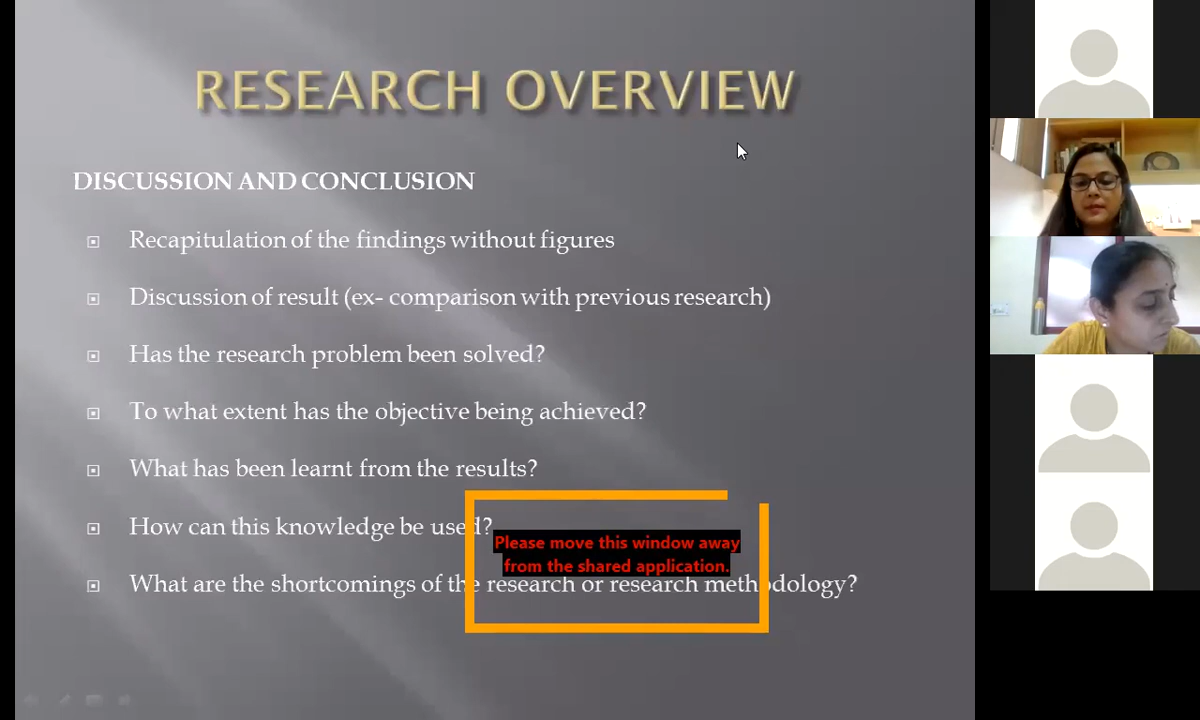 RESEARCH OVERVIEW
DISCUSSION AND CONCLUSION
Recapitulation of the findings without figures
Discussion of result (ex- comparison with previous research)
Has the research problem been solved?
To what extent has the objective being achieved?
What has been learnt from the results?
How can this knowledge be used?
Please move this window away
from the shared application.
What are the shortcomings of the research or research methodology?